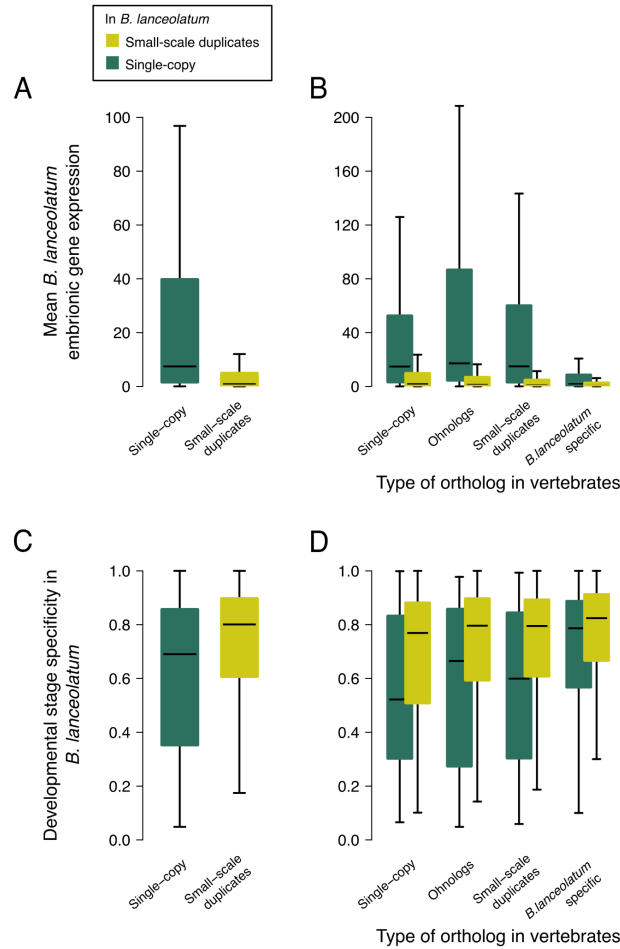 In B. lanceolatum
Small-scale duplicates
Single-copy
A
B
Mean B. lanceolatum
embrionic gene expression
100
80
60
40
20
0
Single-copy
Small-scale
duplicates
200
160
120
80
40
0
Single-copy
Ohnologs
Small-scale
duplicates
B.lanceolatum
specific
Type of ortholog in vertebrates
C
D
Developmental stage specificity in
B. lanceolatum
1.0
0.8
0.6
0.4
0.2
0.0
Single-copy
Small-scale
duplicates
1.0
0.8
0.6
0.4
0.2
0.0
Single-copy
Ohnologs
Small-scale
duplicates
B.lanceolatum
specific
Type of ortholog in vertebrates